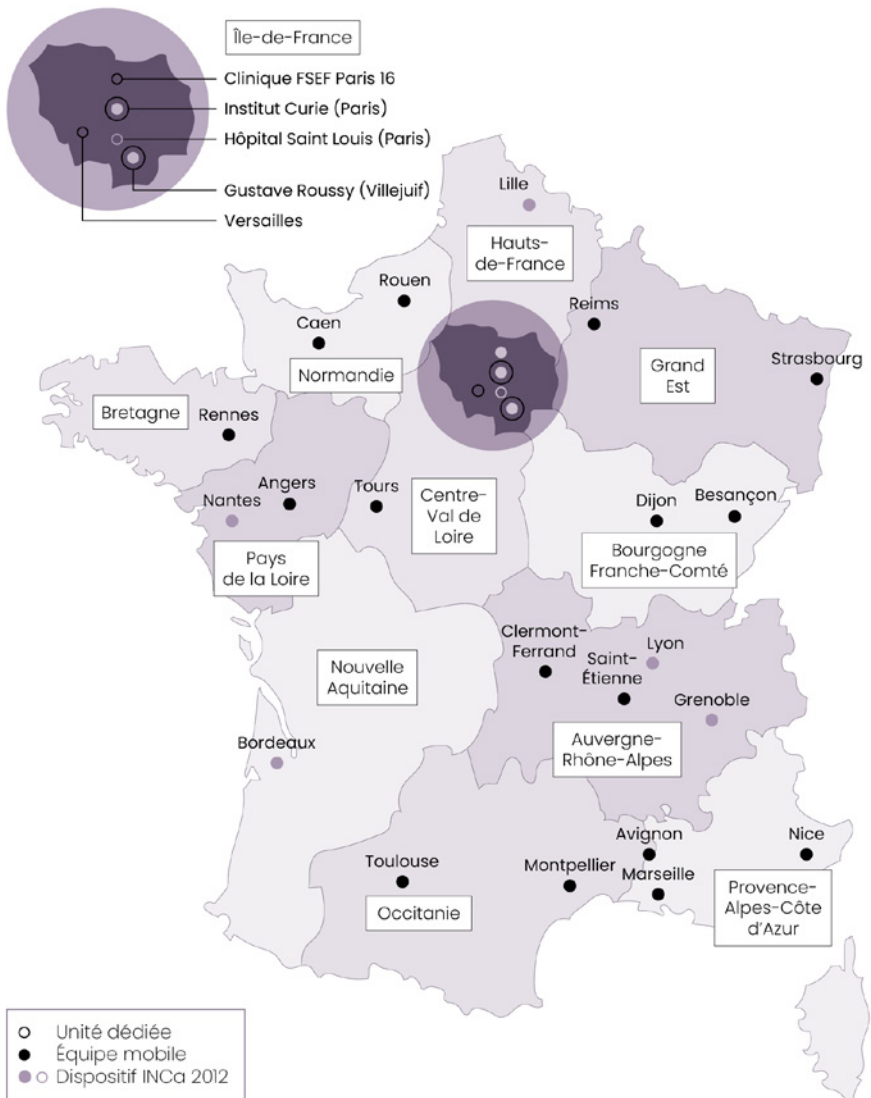 Île-de-France
Clinique FSEF Paris 16
Institut Curie (Paris)
Hôpital Saint Louis (Paris)
Gustave Roussy (Villejuif)
Versailles
Lille
Hauts-
de-France
Rouen
Caen
Normandie
Reims
Strasbourg
Grand
Est
Bretagne
Rennes
Angers
Nantes
Pays
de la Loire
Tours
Centre-
Val de
Loire
Dijon
Besançon
Bourgogne
Franche-Comté
Nouvelle
Aquitaine
Clermont-
Ferrand
Saint-
Étienne
Lyon
Grenoble
Auvergne-
Rhône-Alpes
Bordeaux
Toulouse
Occitanie
Montpellier
Avignon
Marseille
Nice
Provence-
Alpes-Côte
d'Azur
Unité dédiée
Équipe mobile
Dispositif INCa 2012